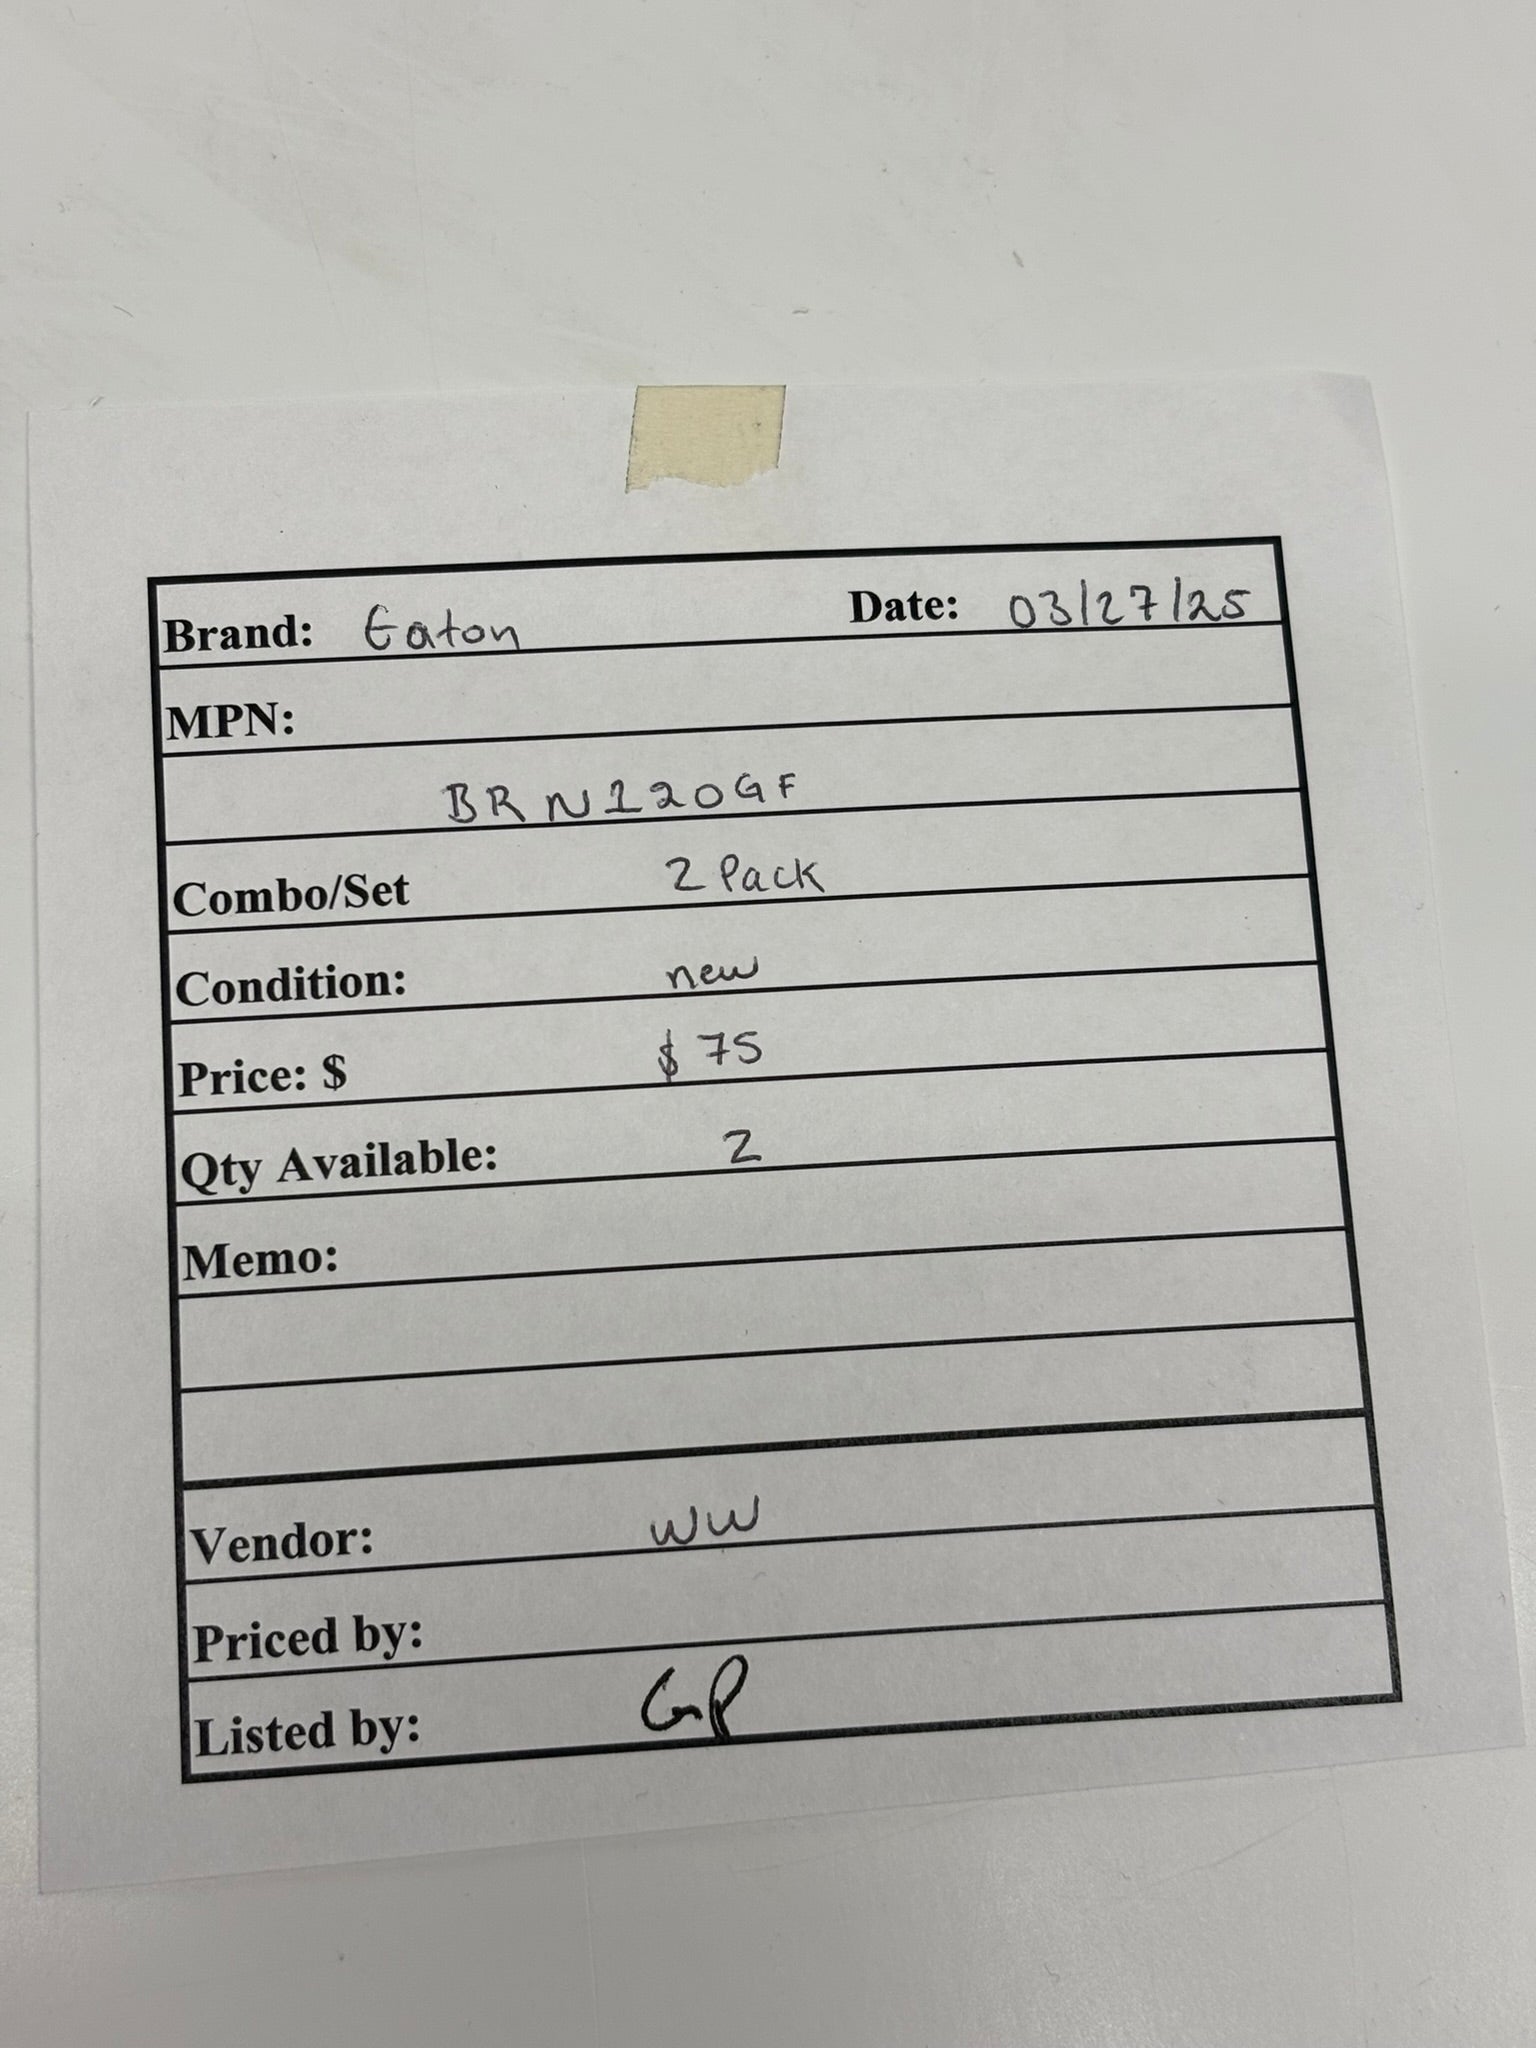 Brand: Eaton Date: 03/27/25
MPN:
BRN120GF
Combo/Set 2 Pack
Condition: new
Price: $ $75
Qty Available: 2
Memo:
Vendor: WW
Priced by:
Listed by: GP